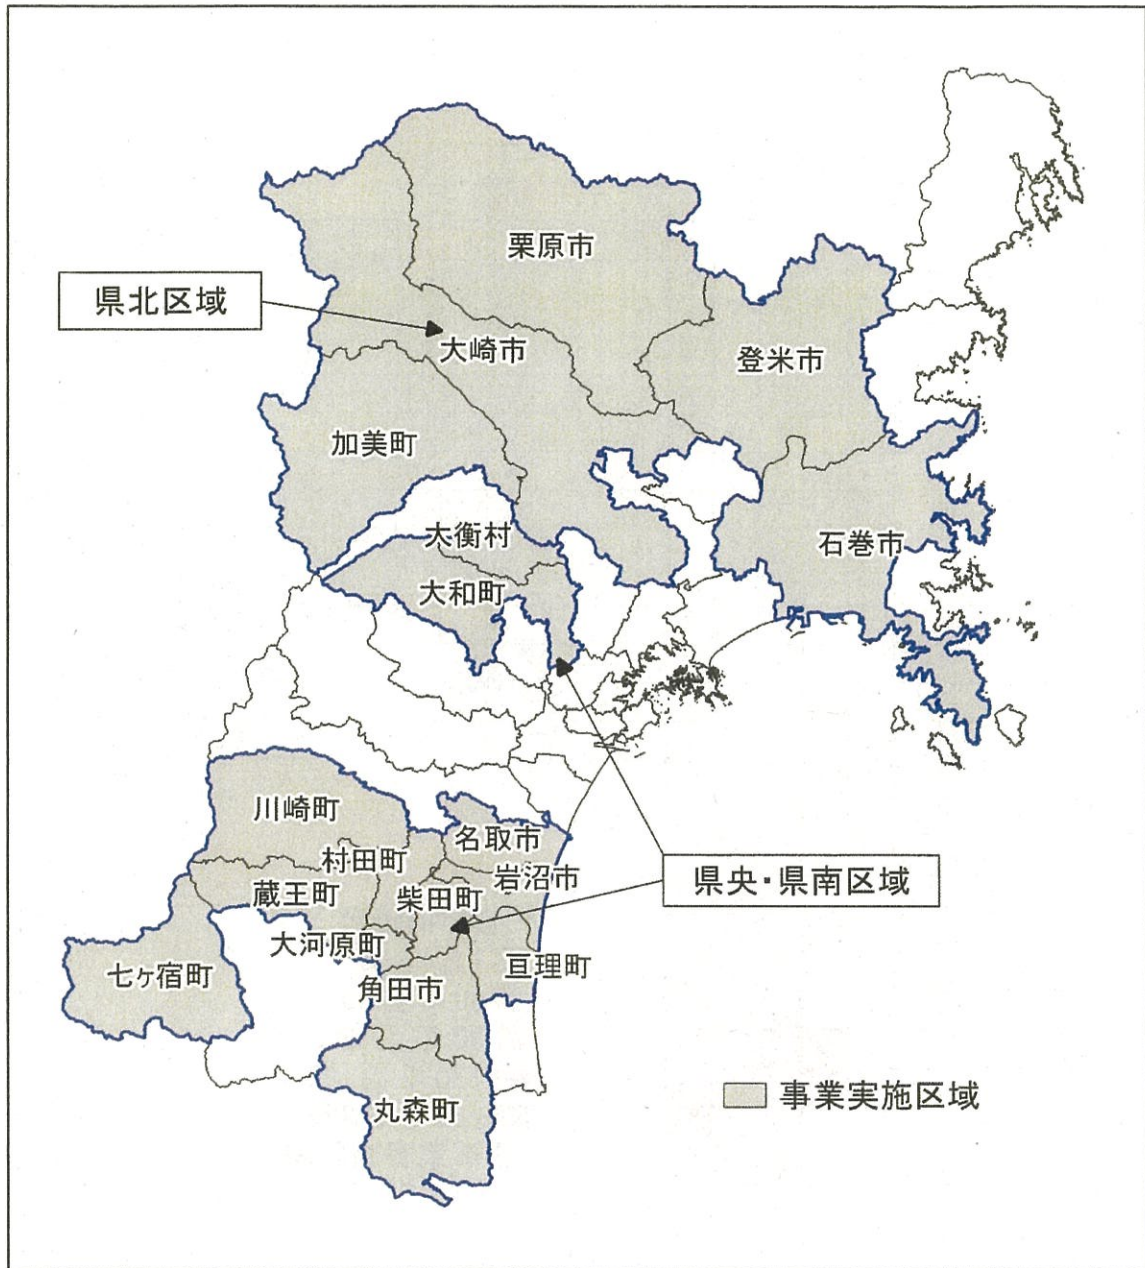 栗原市
県北区域
大崎市
登米市
加美町
大衡村
石巻市
大和町
川崎町
名取市
村田町
岩沼市
県央・県南区域
蔵王町
柴田町
大河原町
亘理町
七ヶ宿町
角田市
事業実施区域
丸森町